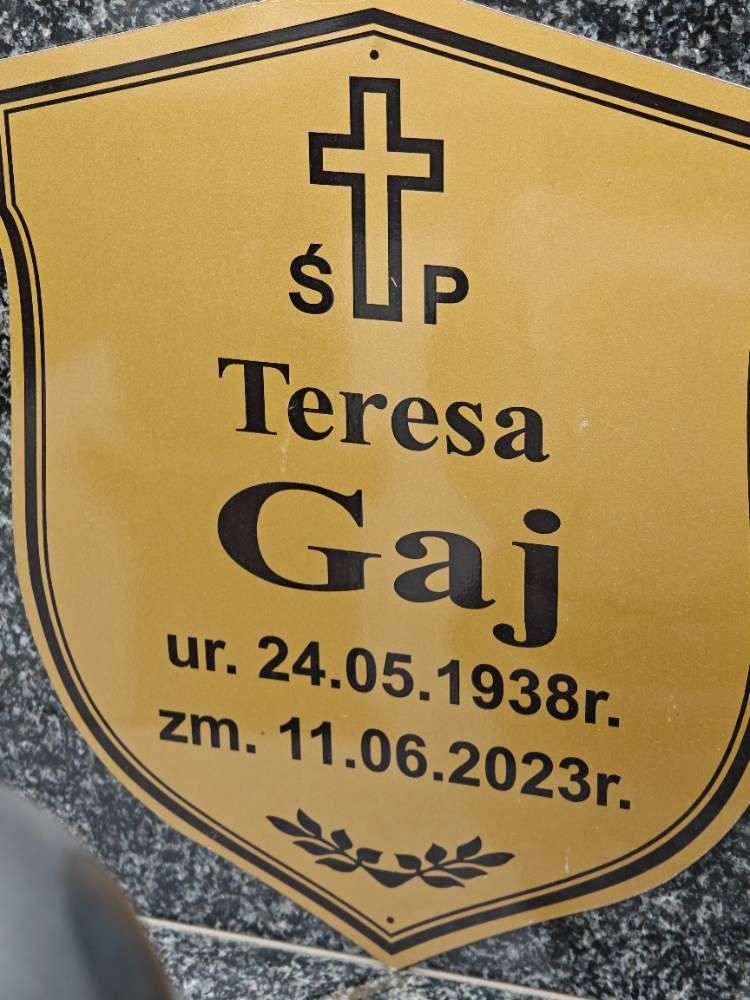 Ś P
Teresa
Gaj
ur. 24.05.1938r.
zm. 11.06.2023r.